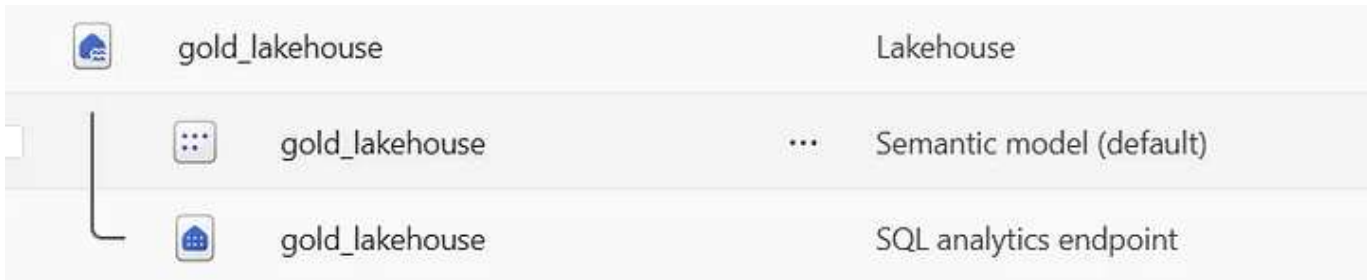 gold_lakehouse Lakehouse
gold_lakehouse ... Semantic model (default)
gold_lakehouse SQL analytics endpoint